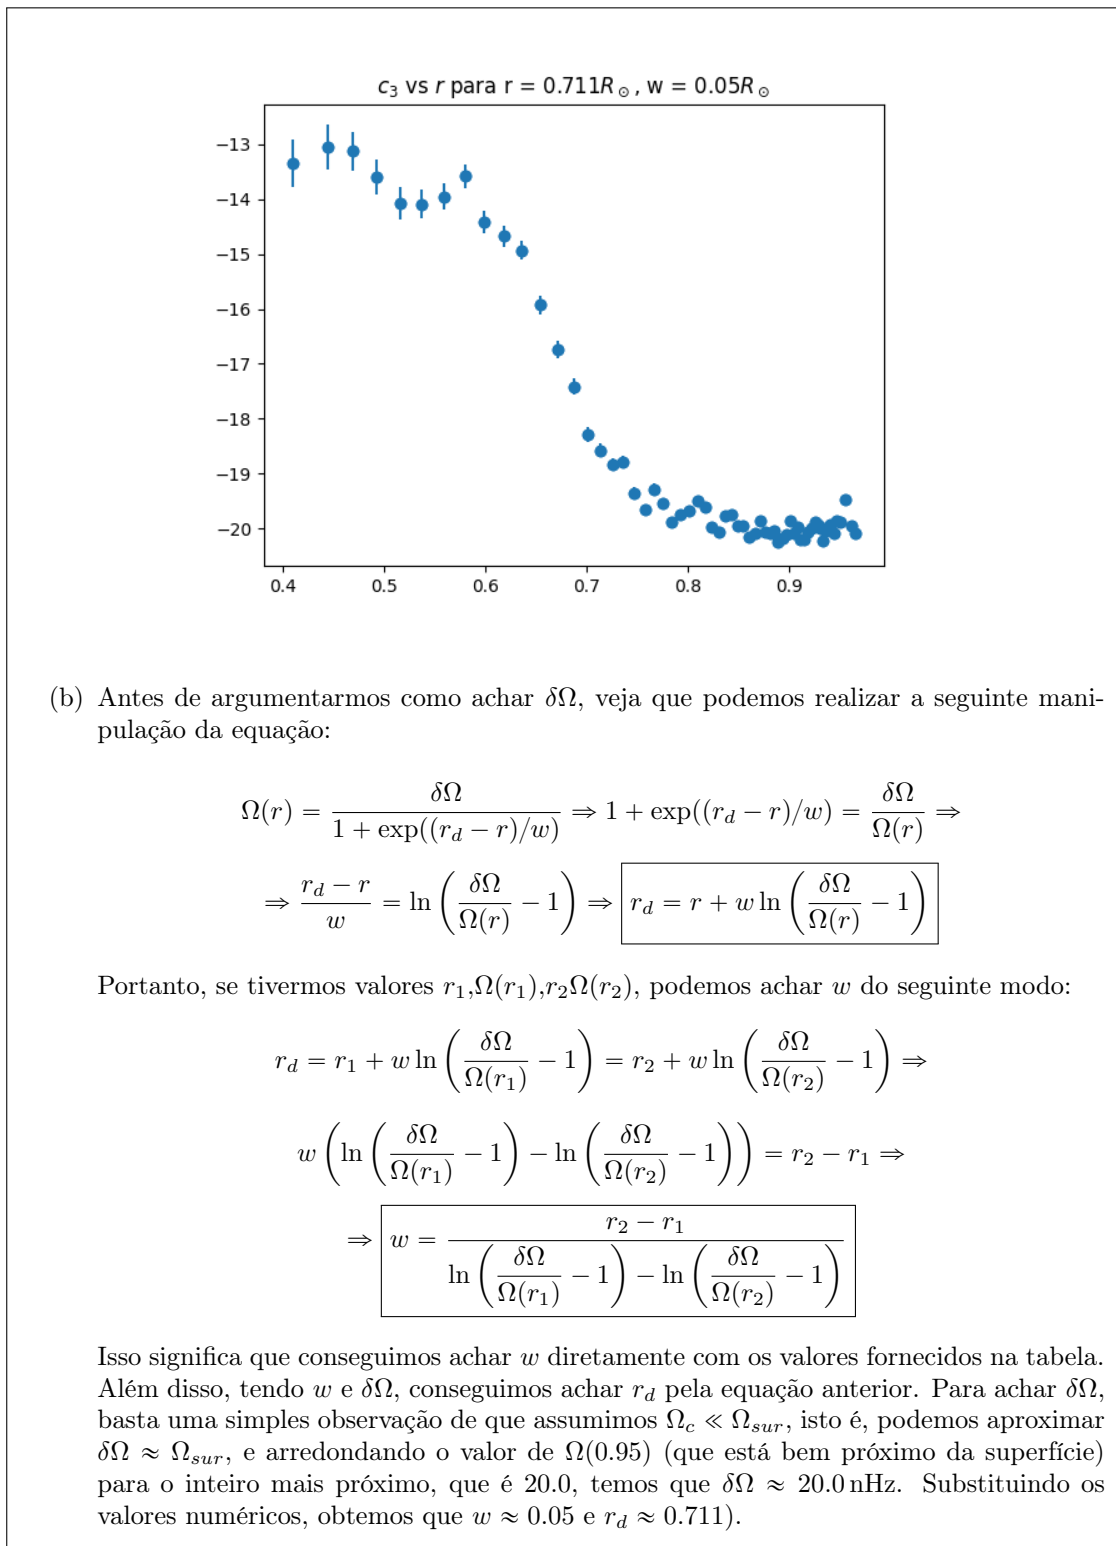 c₃ vs r para r = 0.711R⊙, w = 0.05R⊙
−13
−14
−15
−16
−17
−18
−19
−20
0.4 0.5 0.6 0.7 0.8 0.9
(b) Antes de argumentarmos como achar δΩ, veja que podemos realizar a seguinte mani-
pulação da equação:
Ω(r) = δΩ / (1 + exp((r_d − r)/w)) ⇒ 1 + exp((r_d − r)/w) = δΩ / Ω(r) ⇒
⇒ (r_d − r) / w = ln (δΩ / Ω(r) − 1) ⇒ r_d = r + w ln (δΩ / Ω(r) − 1)
Portanto, se tivermos valores r₁,Ω(r₁),r₂Ω(r₂), podemos achar w do seguinte modo:
r_d = r₁ + w ln (δΩ / Ω(r₁) − 1) = r₂ + w ln (δΩ / Ω(r₂) − 1) ⇒
w (ln (δΩ / Ω(r₁) − 1) − ln (δΩ / Ω(r₂) − 1)) = r₂ − r₁ ⇒
⇒ w = (r₂ − r₁) / (ln (δΩ / Ω(r₁) − 1) − ln (δΩ / Ω(r₂) − 1))
Isso significa que conseguimos achar w diretamente com os valores fornecidos na tabela.
Além disso, tendo w e δΩ, conseguimos achar r_d pela equação anterior. Para achar δΩ,
basta uma simples observação de que assumimos Ω_c ≪ Ω_sur, isto é, podemos aproximar
δΩ ≈ Ω_sur, e arredondando o valor de Ω(0.95) (que está bem próximo da superfície)
para o inteiro mais próximo, que é 20.0, temos que δΩ ≈ 20.0 nHz. Substituindo os
valores numéricos, obtemos que w ≈ 0.05 e r_d ≈ 0.711).